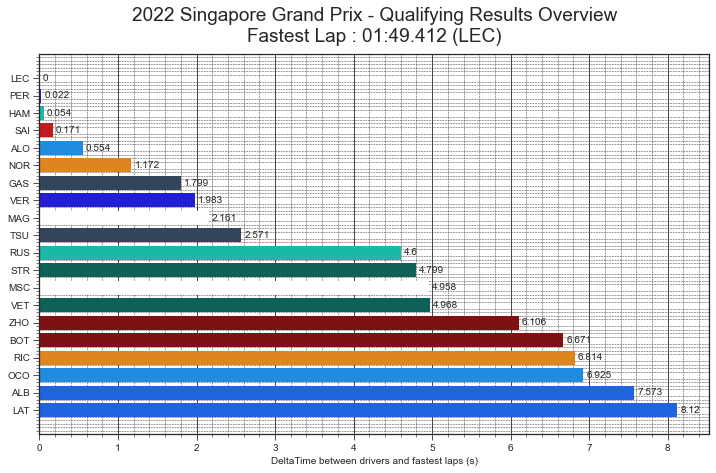 2022 Singapore Grand Prix - Qualifying Results Overview
Fastest Lap : 01:49.412 (LEC)
LEC 0
PER 0.022
HAM 0.054
SAI 0.171
ALO 0.554
NOR 1.172
GAS 1.799
VER 1.983
MAG 2.161
TSU 2.571
RUS 4.6
STR 4.799
MSC 4.958
VET 4.968
ZHO 6.106
BOT 6.671
RIC 6.814
OCO 6.925
ALB 7.573
LAT 8.12
0 1 2 3 4 5 6 7 8
DeltaTime between drivers and fastest laps (s)